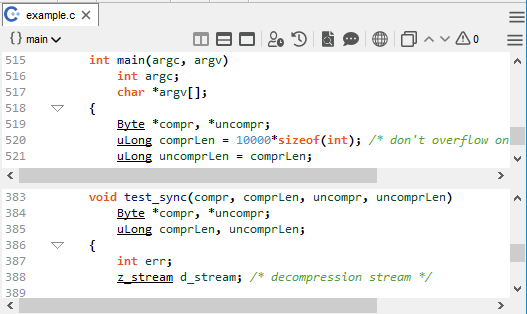 example.c
{} main 0
515 int main(argc, argv)
516 int argc;
517 char *argv[];
518 {
519 Byte *compr, *uncompr;
520 uLong comprLen = 10000*sizeof(int); /* don't overflow on
521 uLong uncomprLen = comprLen;
383 void test_sync(compr, comprLen, uncompr, uncomprLen)
384 Byte *compr, *uncompr;
385 uLong comprLen, uncomprLen;
386 {
387 int err;
388 z_stream d_stream; /* decompression stream */
389